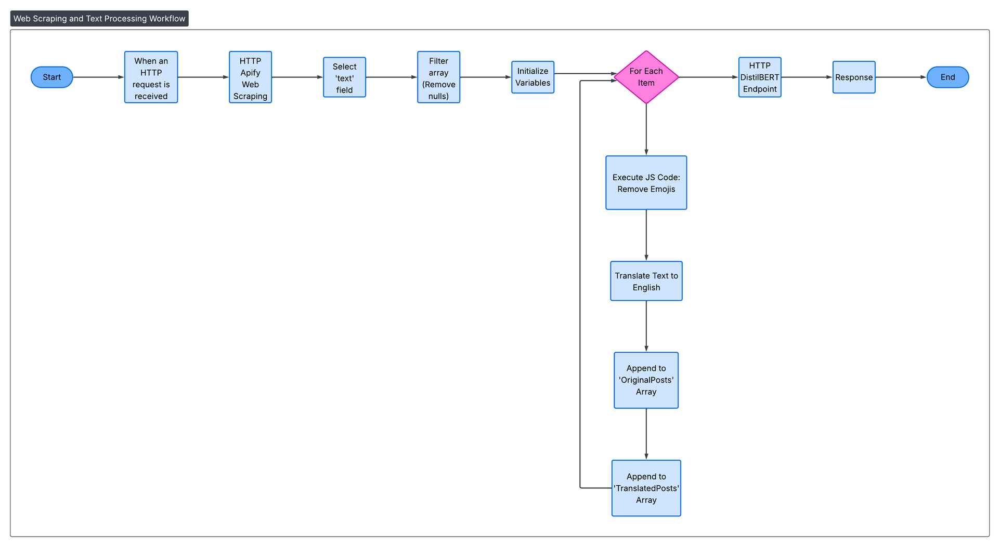 Web Scraping and Text Processing Workflow
Start
When an
HTTP
request is
received
HTTP
Apify
Web
Scraping
Select
'text'
field
Filter
array
(Remove
nulls)
Initialize
Variables
For Each
Item
HTTP
DistilBERT
Endpoint
Response
End
Execute JS Code:
Remove Emojis
Translate Text to
English
Append to
'OriginalPosts'
Array
Append to
'TranslatedPosts'
Array